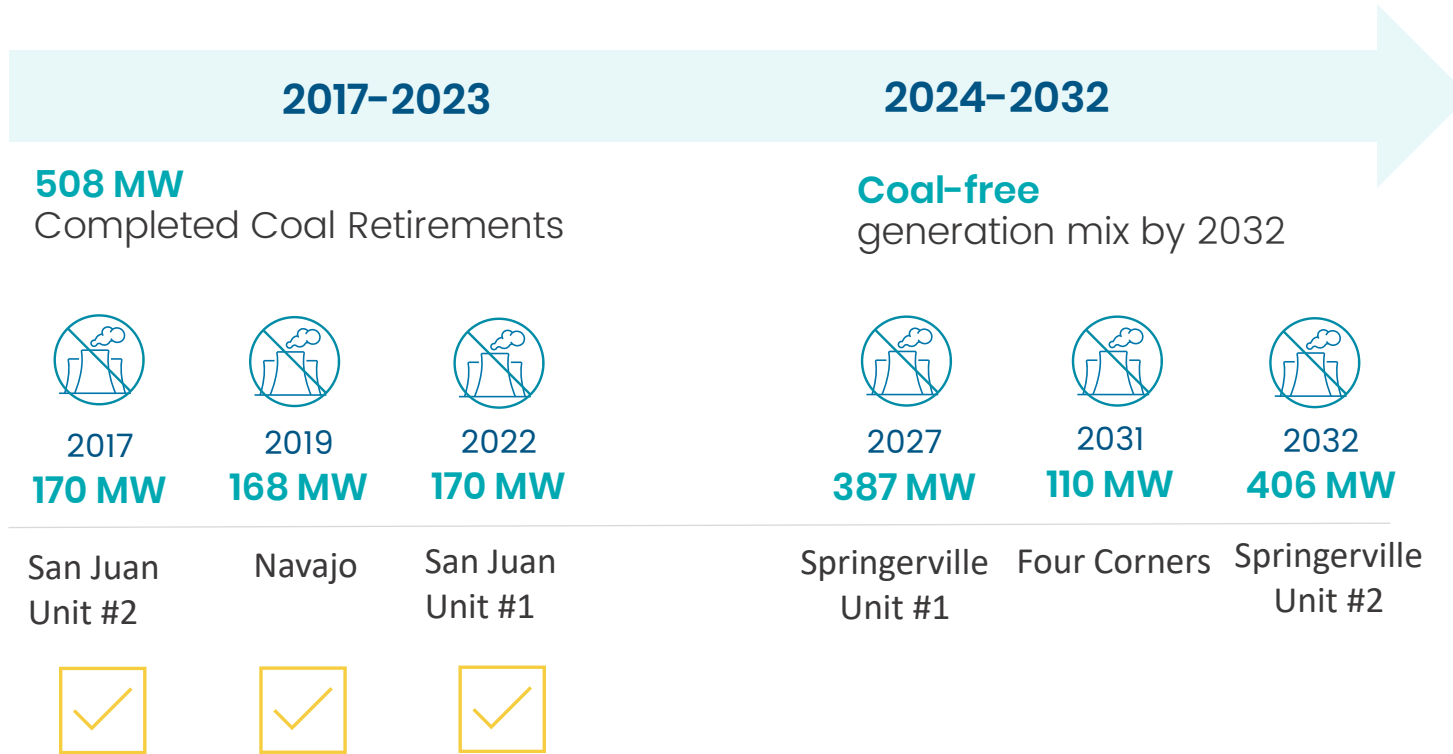 2017-2023
2024-2032
508 MW
Completed Coal Retirements
Coal-free
generation mix by 2032
2017
170 MW
San Juan
Unit #2
2019
168 MW
Navajo
2022
170 MW
San Juan
Unit #1
2027
387 MW
Springerville
Unit #1
2031
110 MW
Four Corners
2032
406 MW
Springerville
Unit #2